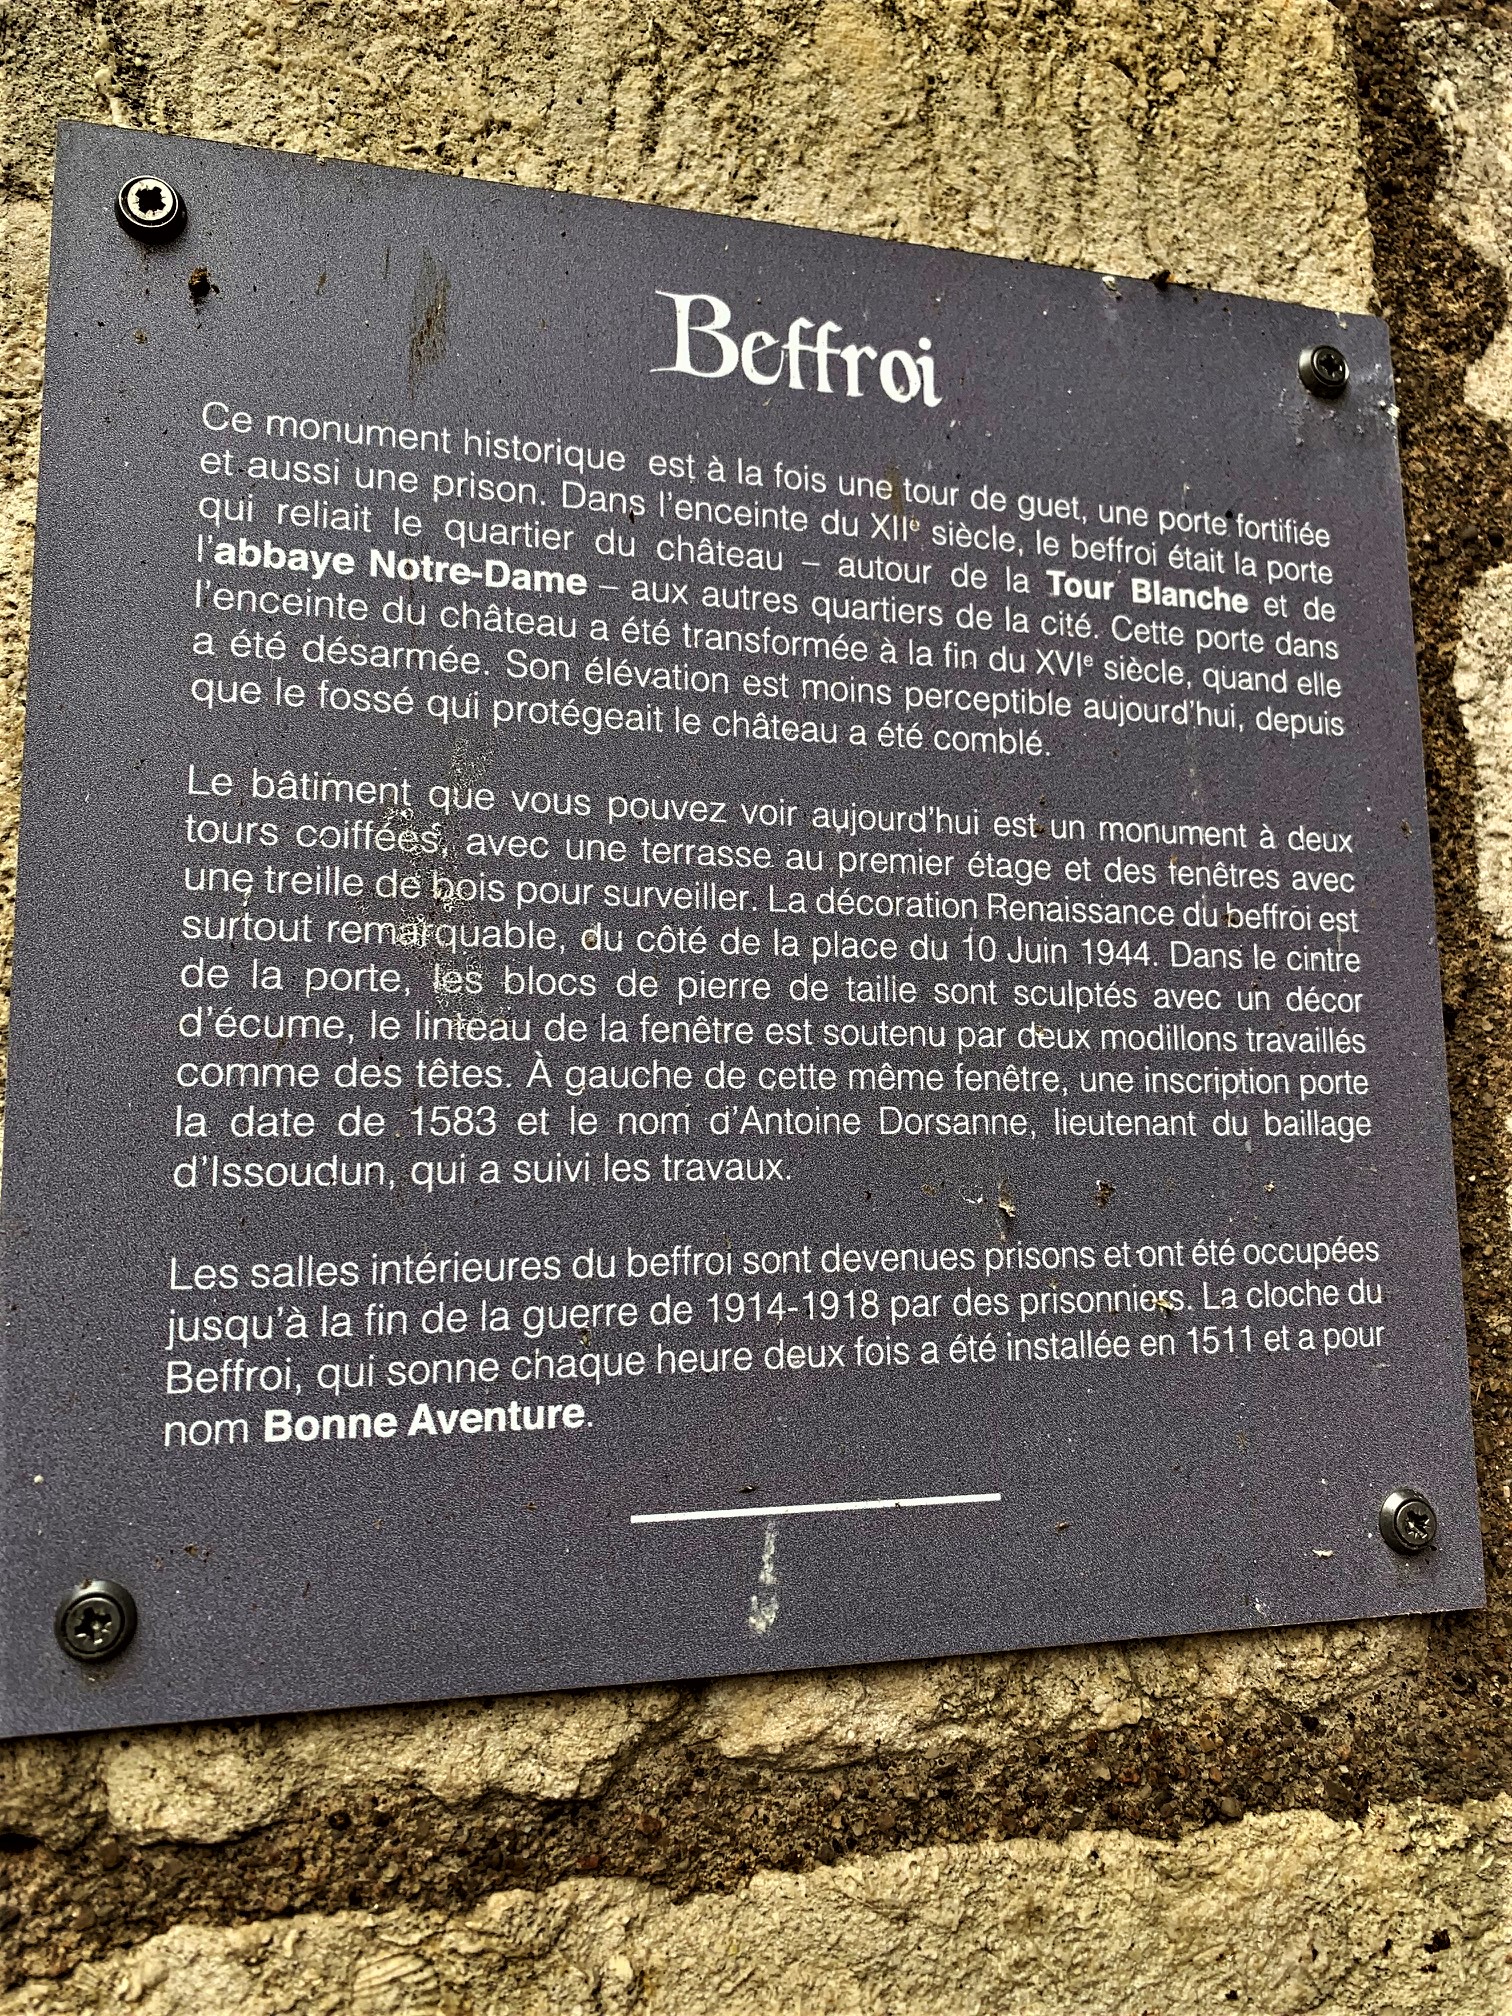 Beffroi
Ce monument historique est à la fois une tour de guet, une porte fortifiée
et aussi une prison. Dans l'enceinte du XIIe siècle, le beffroi était la porte
qui reliait le quartier du château – autour de la Tour Blanche et de
l'abbaye Notre-Dame – aux autres quartiers de la cité. Cette porte dans
l'enceinte du château a été transformée à la fin du XVIe siècle, quand elle
a été désarmée. Son élévation est moins perceptible aujourd'hui, depuis
que le fossé qui protégeait le château a été comblé.
Le bâtiment que vous pouvez voir aujourd'hui est un monument à deux
tours coiffées, avec une terrasse au premier étage et des fenêtres avec
une treille de bois pour surveiller. La décoration Renaissance du beffroi est
surtout remarquable, du côté de la place du 10 Juin 1944. Dans le cintre
de la porte, les blocs de pierre de taille sont sculptés avec un décor
d'écume, le linteau de la fenêtre est soutenu par deux modillons travaillés
comme des têtes. À gauche de cette même fenêtre, une inscription porte
la date de 1583 et le nom d'Antoine Dorsanne, lieutenant du baillage
d'Issoudun, qui a suivi les travaux.
Les salles intérieures du beffroi sont devenues prisons et ont été occupées
jusqu'à la fin de la guerre de 1914-1918 par des prisonniers. La cloche du
Beffroi, qui sonne chaque heure deux fois a été installée en 1511 et a pour
nom Bonne Aventure.